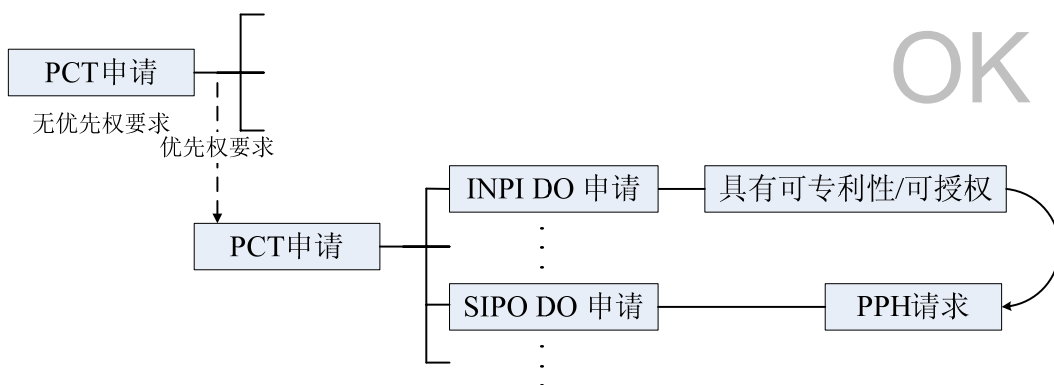 OK
PCT申请
无优先权要求
优先权要求
INPI DO 申请
具有可专利性/可授权
PCT申请
SIPO DO 申请
PPH请求